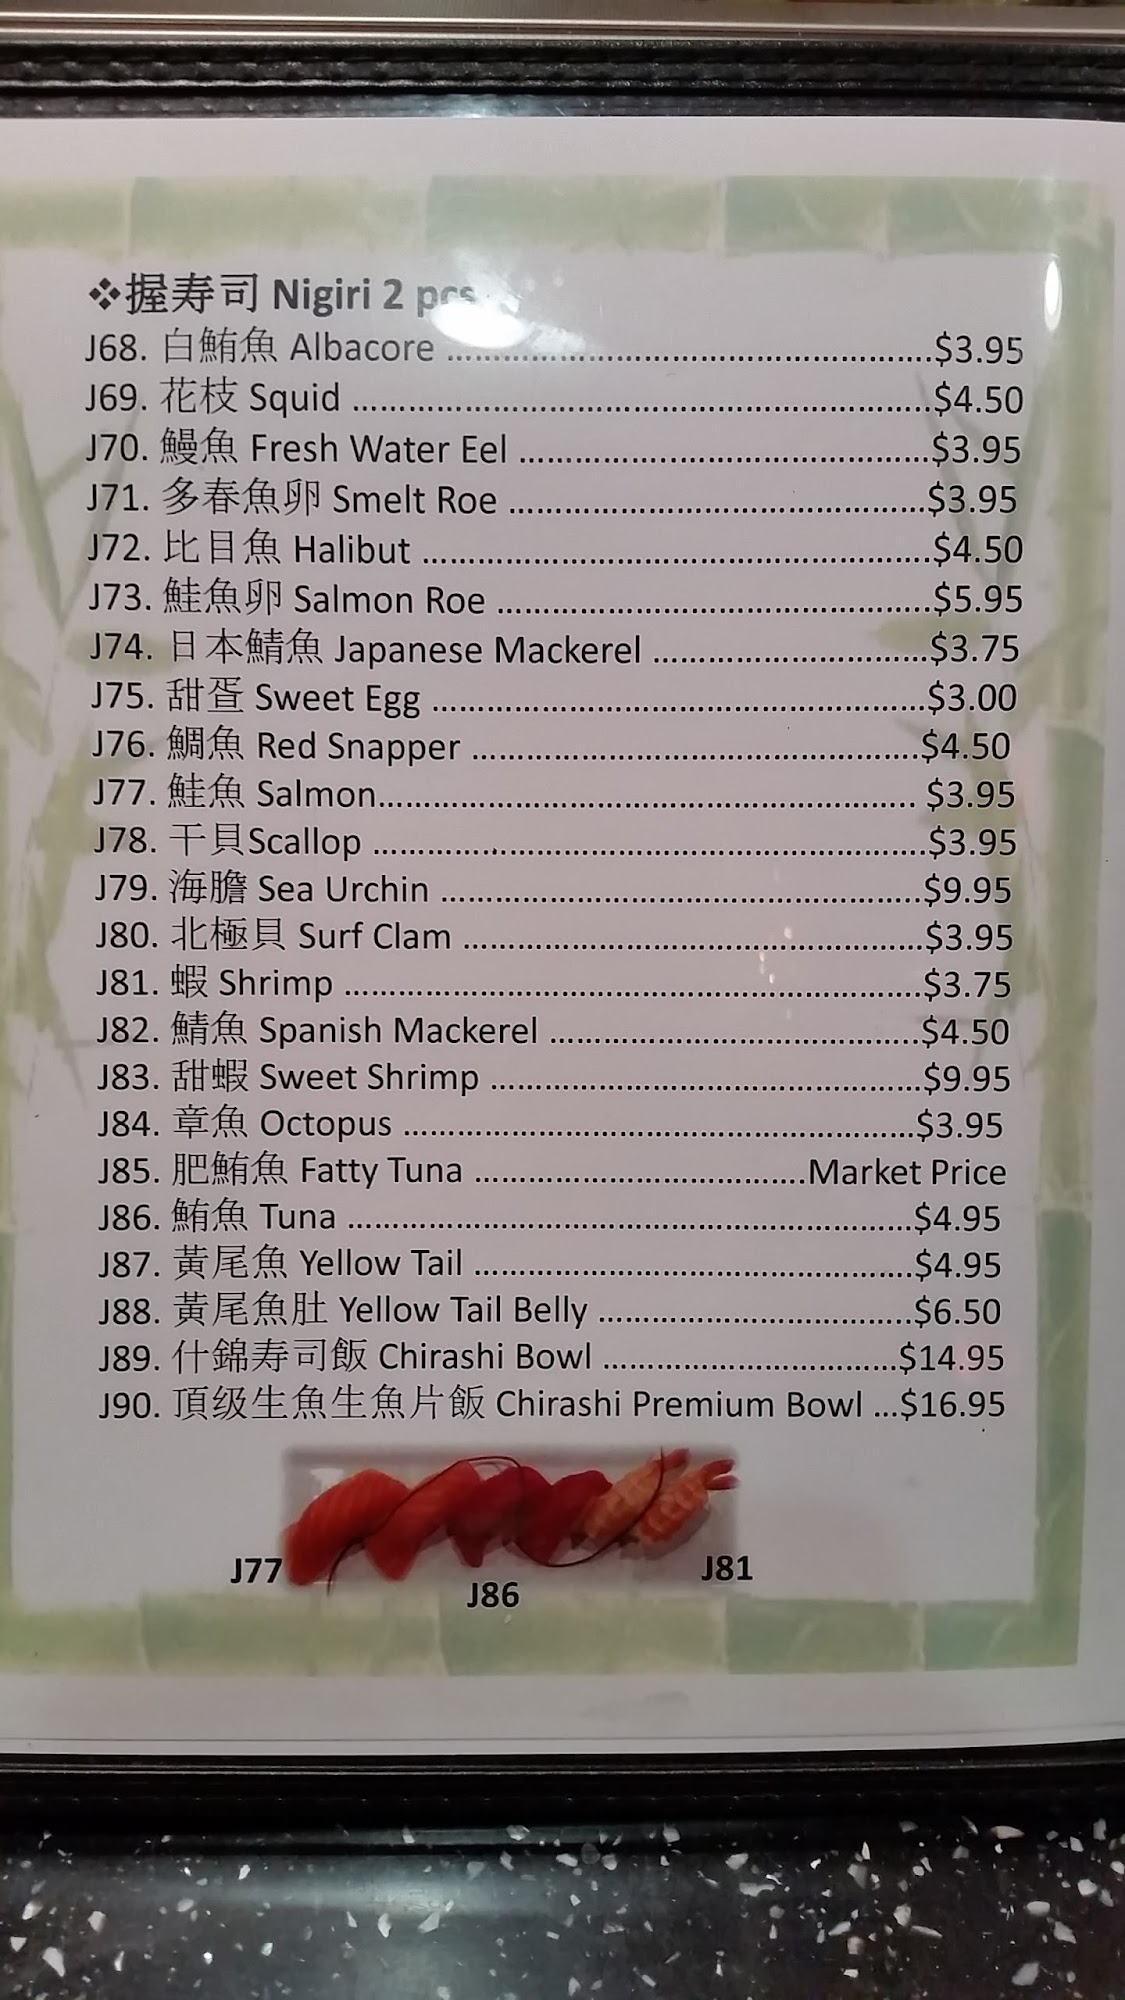 ❖握寿司 Nigiri 2 pcs
J68. 白鮪魚 Albacore ........................................................$3.95
J69. 花枝 Squid ...................................................................$4.50
J70. 鰻魚 Fresh Water Eel ................................................$3.95
J71. 多春魚卵 Smelt Roe .................................................$3.95
J72. 比目魚 Halibut ...........................................................$4.50
J73. 鮭魚卵 Salmon Roe ..................................................$5.95
J74. 日本鯖魚 Japanese Mackerel ................................$3.75
J75. 甜蛋 Sweet Egg .........................................................$3.00
J76. 鯛魚 Red Snapper ....................................................$4.50
J77. 鮭魚 Salmon.............................................................. $3.95
J78. 干貝Scallop ................................................................$3.95
J79. 海膽 Sea Urchin ........................................................$9.95
J80. 北極貝 Surf Clam .....................................................$3.95
J81. 蝦 Shrimp ...................................................................$3.75
J82. 鯖魚 Spanish Mackerel ...........................................$4.50
J83. 甜蝦 Sweet Shrimp ..................................................$9.95
J84. 章魚 Octopus ...........................................................$3.95
J85. 肥鮪魚 Fatty Tuna ......................................Market Price
J86. 鮪魚 Tuna .................................................................$4.95
J87. 黃尾魚 Yellow Tail ...................................................$4.95
J88. 黃尾魚肚 Yellow Tail Belly ....................................$6.50
J89. 什錦寿司飯 Chirashi Bowl ..................................$14.95
J90. 頂级生魚生魚片飯 Chirashi Premium Bowl ...$16.95
J77
J86
J81